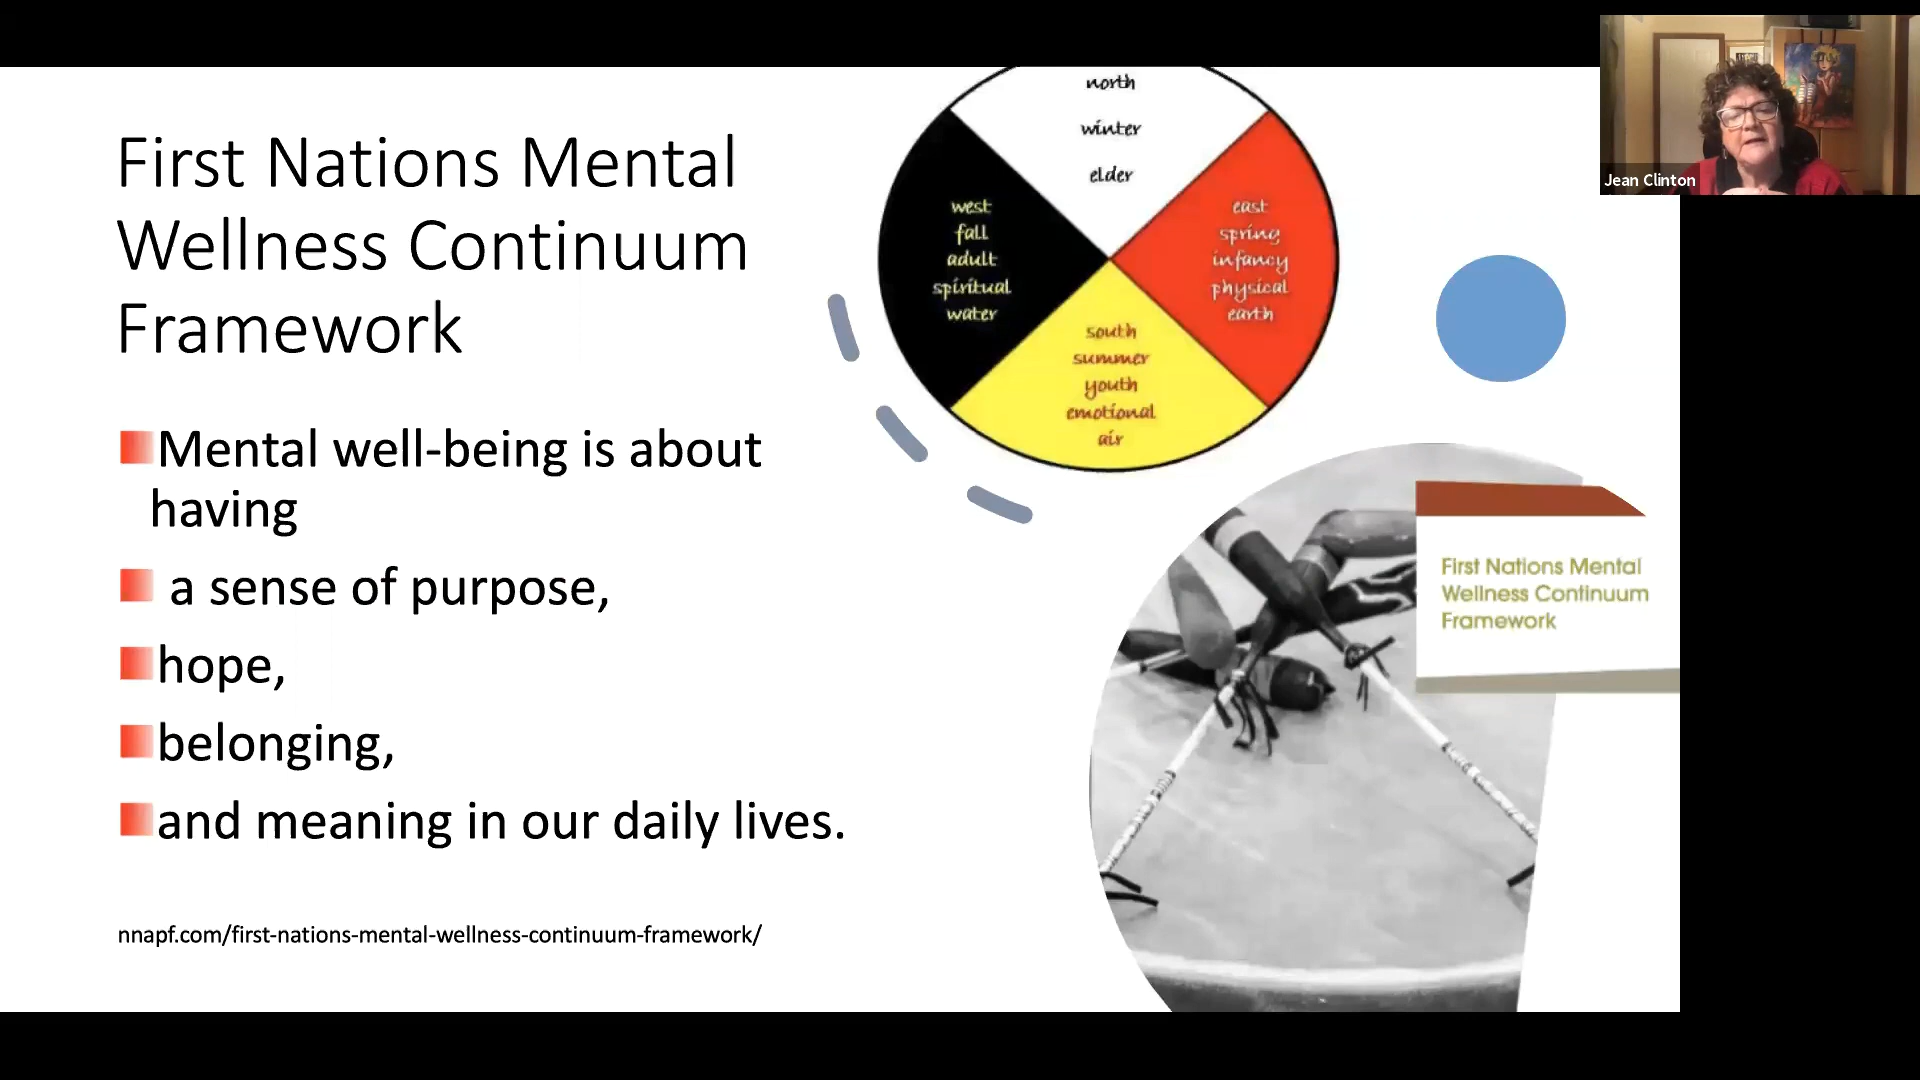 First Nations Mental
Wellness Continuum
Framework
Mental well-being is about
having
a sense of purpose,
hope,
belonging,
and meaning in our daily lives.
nnapf.com/first-nations-mental-wellness-continuum-framework/
north
winter
elder
west
fall
adult
spiritual
water
east
spring
infancy
physical
earth
south
summer
youth
emotional
air
First Nations Mental
Wellness Continuum
Framework
Jean Clinton